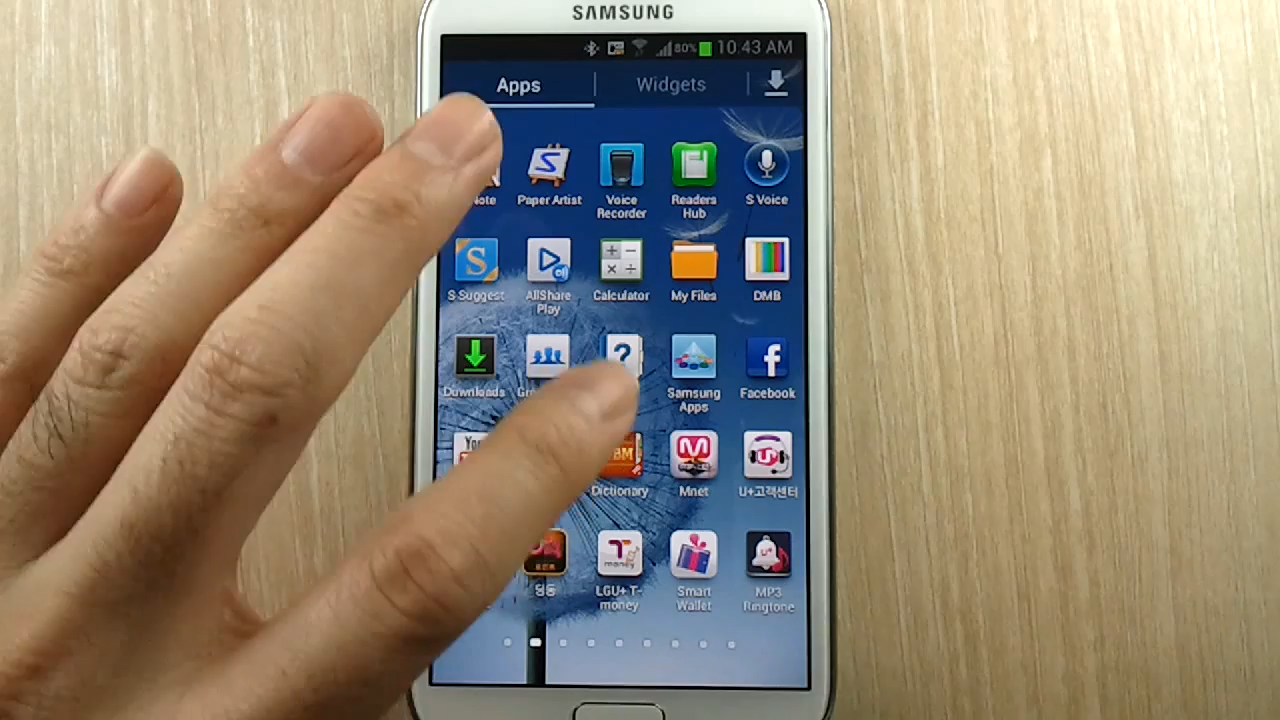 SAMSUNG
80% 10:43 AM
Apps Widgets
Paper Artist Voice Recorder Readers Hub S Voice
S Suggest AllShare Play Calculator My Files DMB
Downloads Samsung Apps Facebook
Dictionary Mnet U+고객센터
LGU+ T-money Smart Wallet MP3 Ringtone